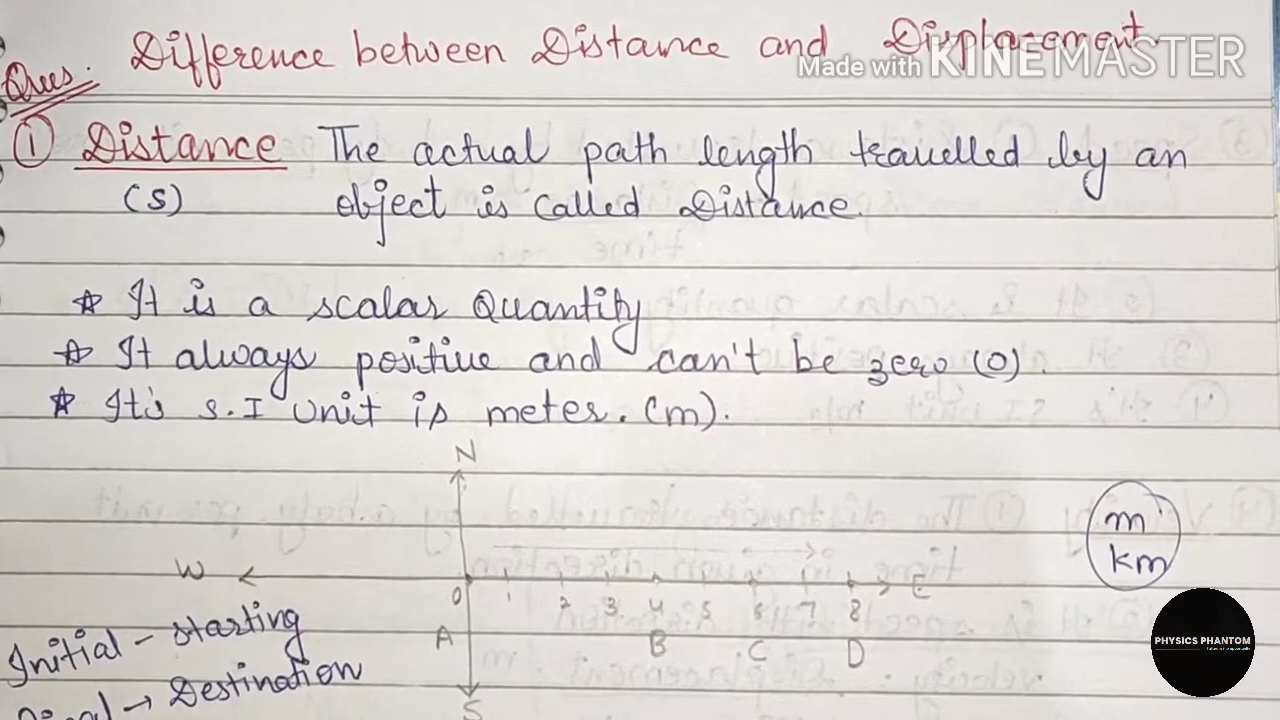 Difference between Distance and Displacement
Made with KINEMASTER
Ques.
① Distance The actual path length travelled by an
(S) object is called Distance.
☆ It is a scalar Quantity
☆ It always positive and can't be zero (0).
☆ It's S.I Unit is meter. (m).
N
m
km
W E
0 1 2 3 4 5 6 7 8
A B C D
Initial - starting
→ Destination
S
PHYSICS PHANTOM